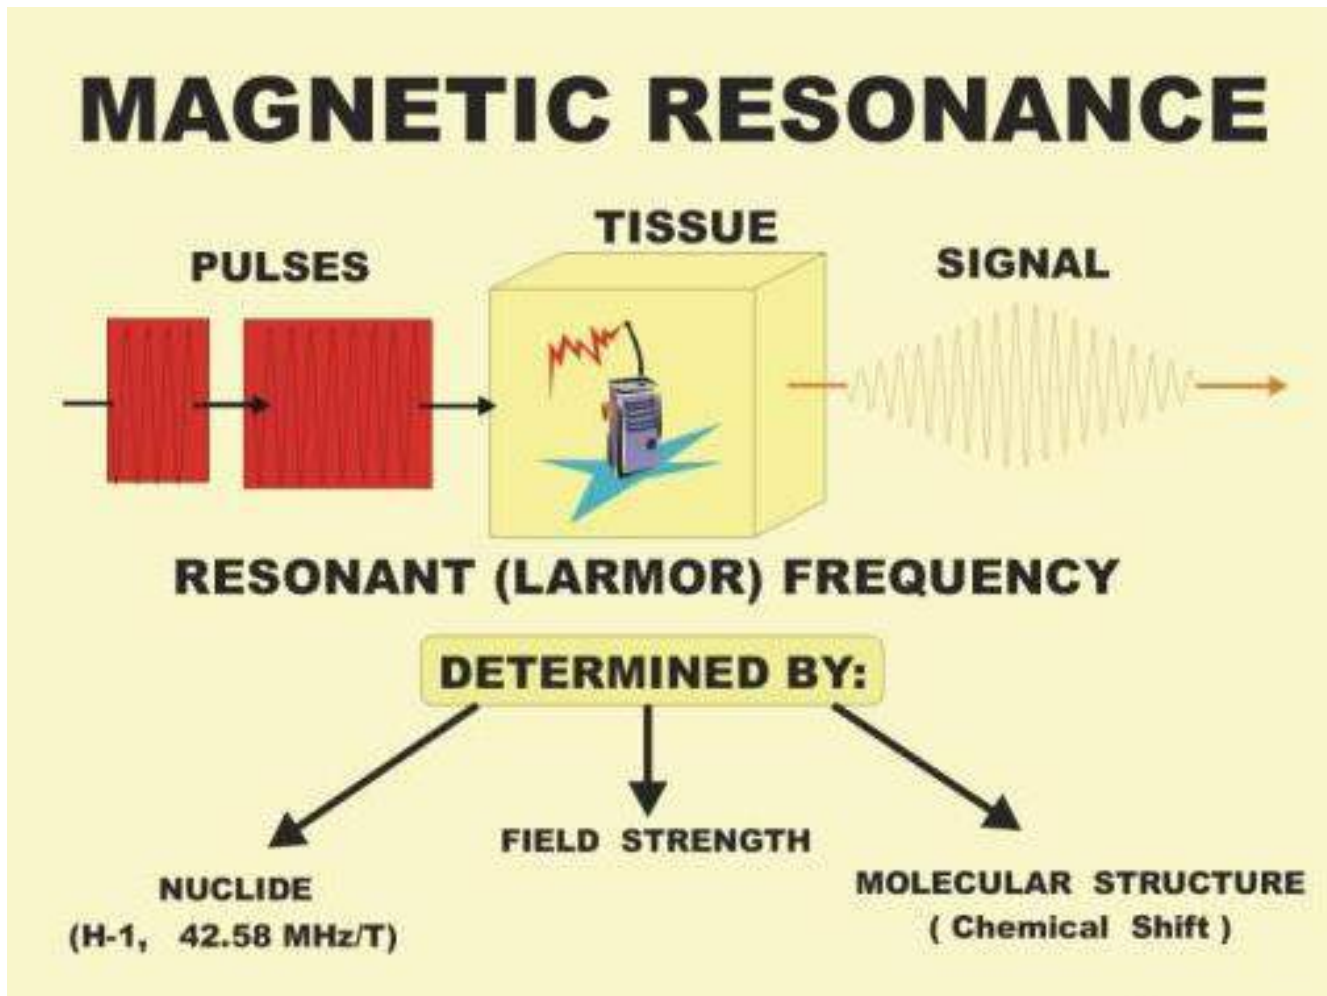 MAGNETIC RESONANCE
TISSUE
PULSES
SIGNAL
RESONANT (LARMOR) FREQUENCY
DETERMINED BY:
FIELD STRENGTH
NUCLIDE
(H-1, 42.58 MHz/T)
MOLECULAR STRUCTURE
( Chemical Shift )